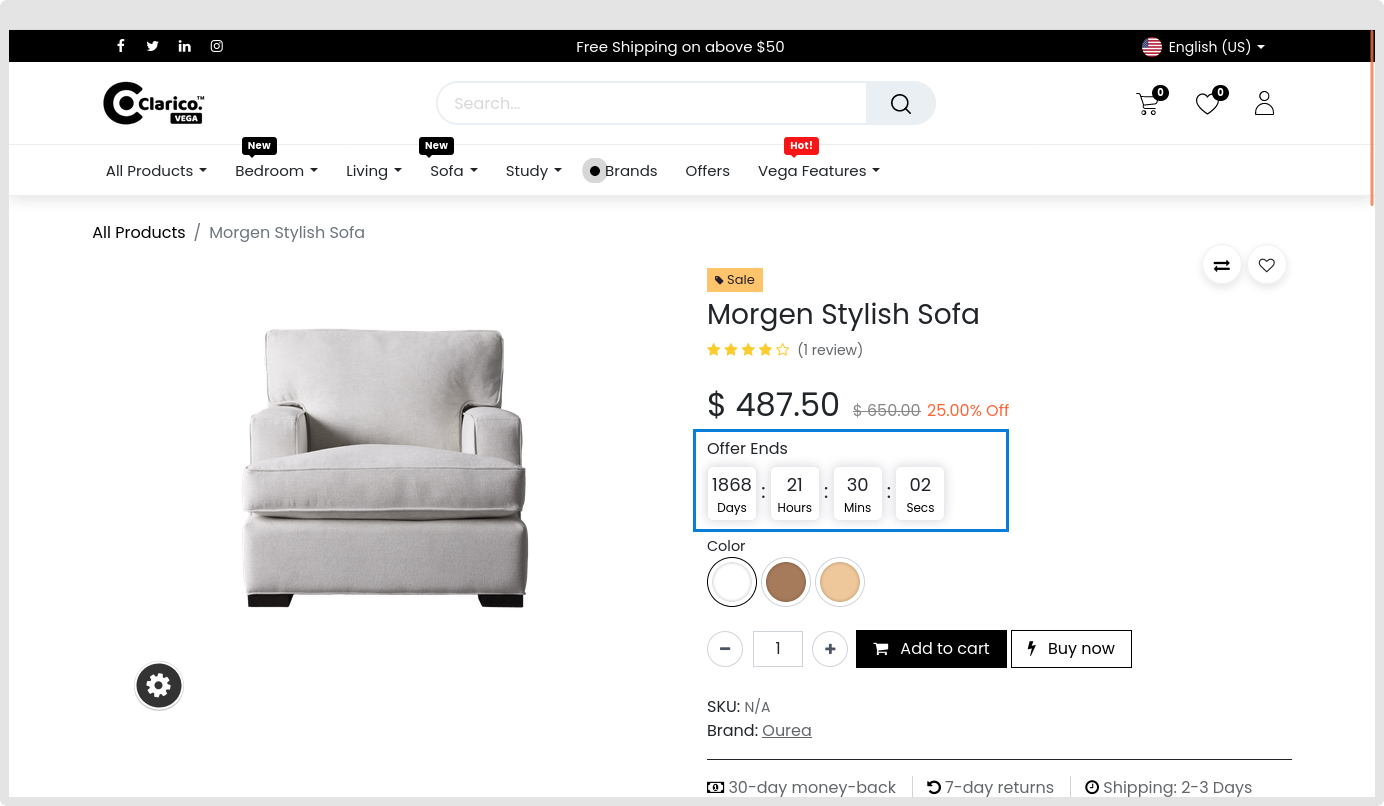 Free Shipping on above $50
English (US)
Clarico.™
VEGA
Search...
0
0
New
New
Hot!
All Products
Bedroom
Living
Sofa
Study
Brands
Offers
Vega Features
All Products / Morgen Stylish Sofa
Sale
Morgen Stylish Sofa
(1 review)
$ 487.50 $ 650.00 25.00% Off
Offer Ends
1868 : 21 : 30 : 02
Days Hours Mins Secs
Color
1
Add to cart
Buy now
SKU: N/A
Brand: Ourea
30-day money-back
7-day returns
Shipping: 2-3 Days